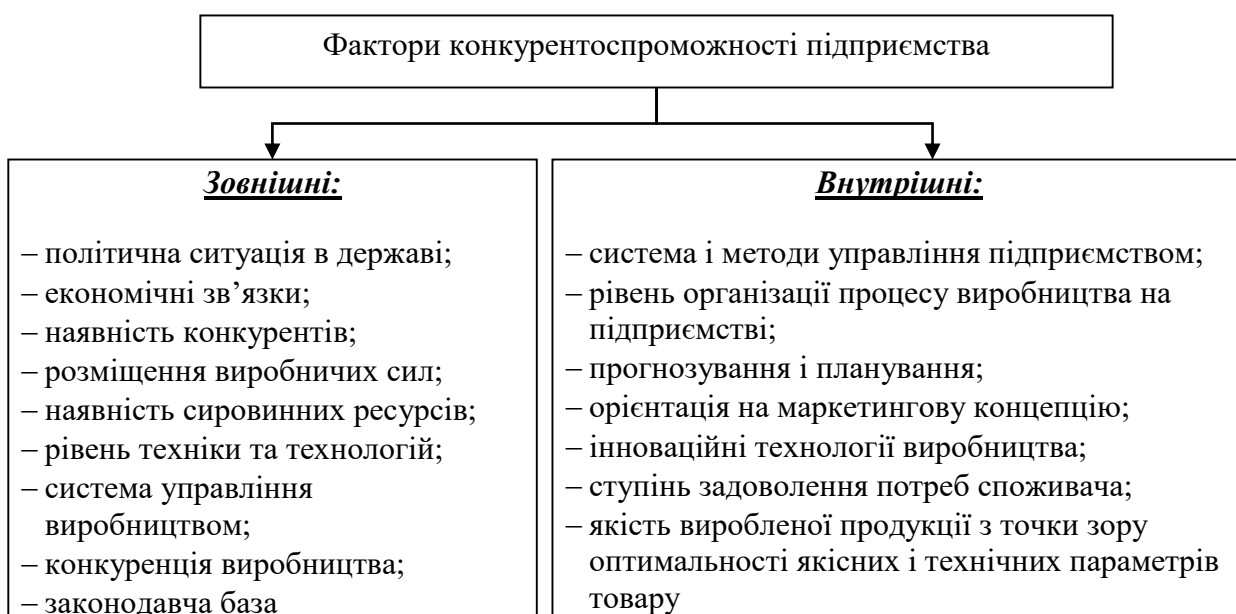 Фактори конкурентоспроможності підприємства
Зовнішні:
– політична ситуація в державі;
– економічні зв’язки;
– наявність конкурентів;
– розміщення виробничих сил;
– наявність сировинних ресурсів;
– рівень техніки та технологій;
– система управління
виробництвом;
– конкуренція виробництва;
– законодавча база
Внутрішні:
– система і методи управління підприємством;
– рівень організації процесу виробництва на
підприємстві;
– прогнозування і планування;
– орієнтація на маркетингову концепцію;
– інноваційні технології виробництва;
– ступінь задоволення потреб споживача;
– якість виробленої продукції з точки зору
оптимальності якісних і технічних параметрів
товару